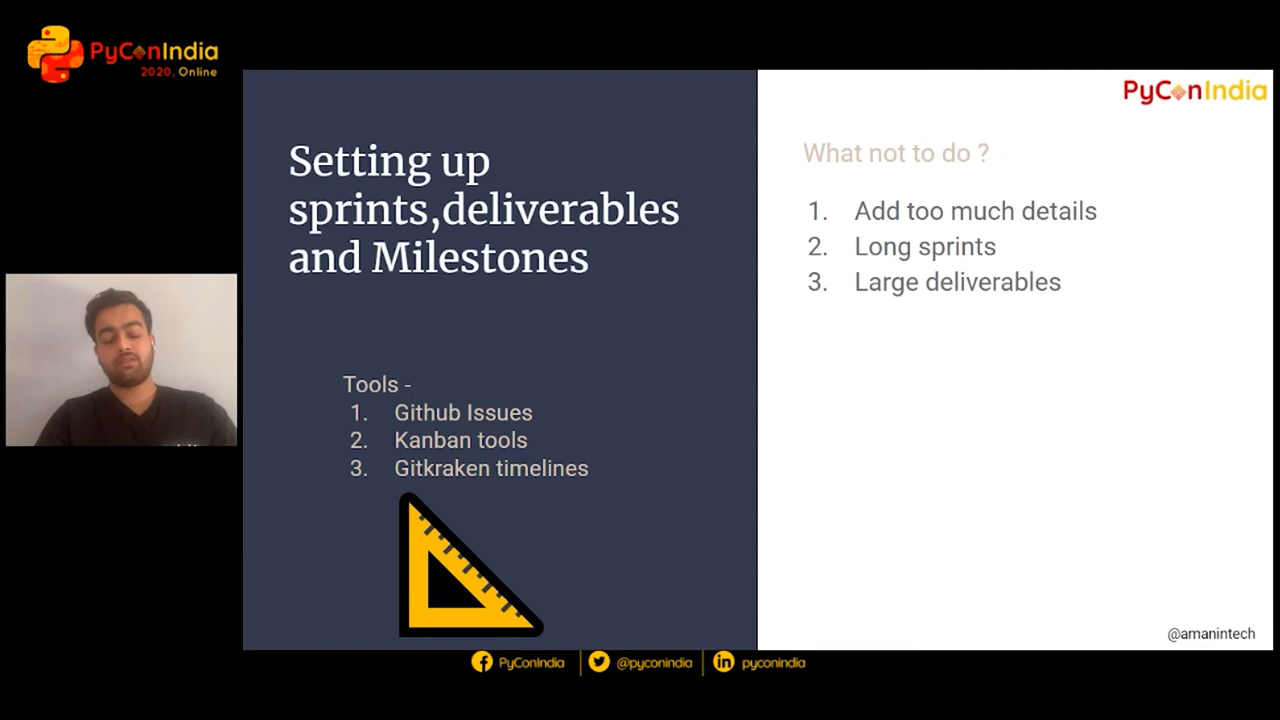 PyConIndia
2020, Online
PyConIndia
Setting up
sprints,deliverables
and Milestones
Tools -
1. Github Issues
2. Kanban tools
3. Gitkraken timelines
What not to do ?
1. Add too much details
2. Long sprints
3. Large deliverables
@amanintech
PyConIndia
@pyconindia
pyconindia